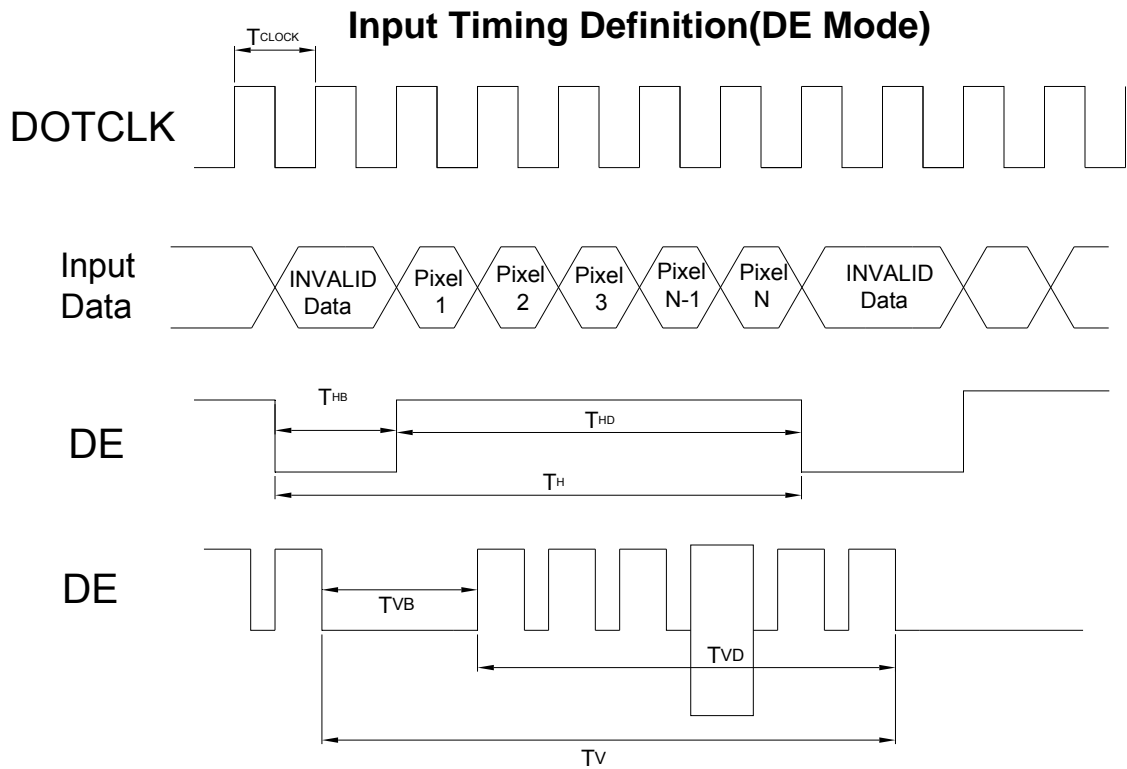 Input Timing Definition(DE Mode)
TCLOCK
DOTCLK
Input
Data
INVALID
Data
Pixel
1
Pixel
2
Pixel
3
Pixel
N-1
Pixel
N
INVALID
Data
DE
THB
THD
TH
DE
TVB
TVD
TV